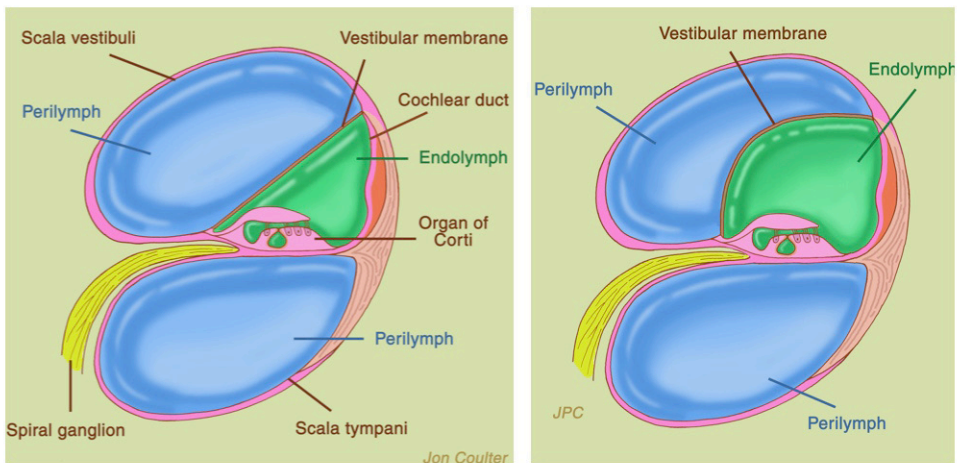 Scala vestibuli
Vestibular membrane
Perilymph
Cochlear duct
Endolymph
Organ of
Corti
Perilymph
Spiral ganglion
Scala tympani
Jon Coulter
Vestibular membrane
Endolymph
Perilymph
JPC
Perilymph